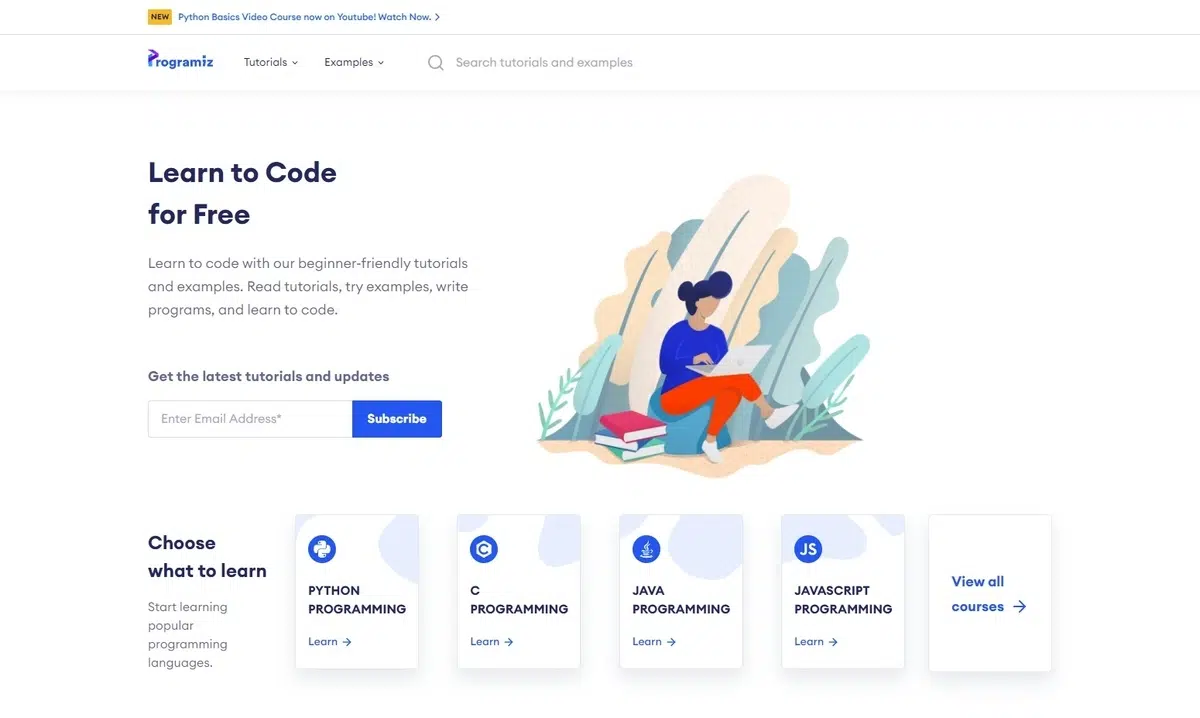 NEW Python Basics Video Course now on Youtube! Watch Now.
Programiz Tutorials Examples Search tutorials and examples
Learn to Code
for Free
Learn to code with our beginner-friendly tutorials
and examples. Read tutorials, try examples, write
programs, and learn to code.
Get the latest tutorials and updates
Enter Email Address* Subscribe
Choose
what to learn
Start learning
popular
programming
languages.
PYTHON
PROGRAMMING
Learn →
C
C
PROGRAMMING
Learn →
JAVA
PROGRAMMING
Learn →
JS
JAVASCRIPT
PROGRAMMING
Learn →
View all
courses →